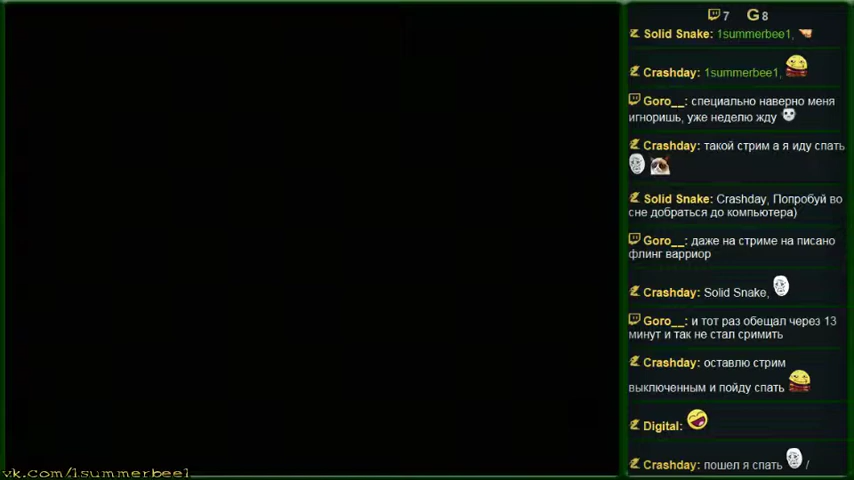 7 G 8
Solid Snake: 1summerbee1,
Crashday: 1summerbee1,
Goro__: специально наверно меня
игноришь, уже неделю жду
Crashday: такой стрим а я иду спать
Solid Snake: Crashday, Попробуй во
сне добраться до компьютера)
Goro__: даже на стриме на писано
флинг варриор
Crashday: Solid Snake,
Goro__: и тот раз обещал через 13
минут и так не стал сримить
Crashday: оставлю стрим
выключенным и пойду спать
Digital:
Crashday: пошел я спать /
vk.com/1summerbee1